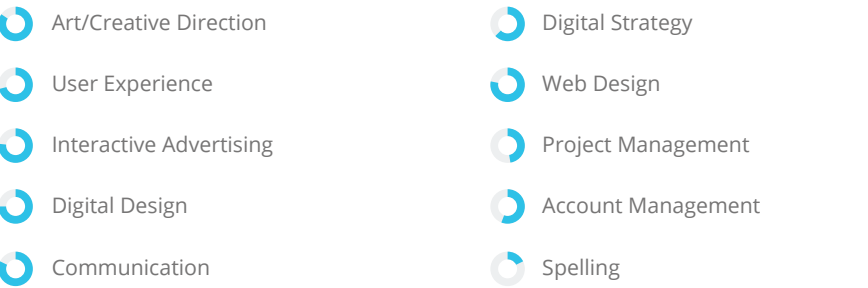 Art/Creative Direction
User Experience
Interactive Advertising
Digital Design
Communication
Digital Strategy
Web Design
Project Management
Account Management
Spelling